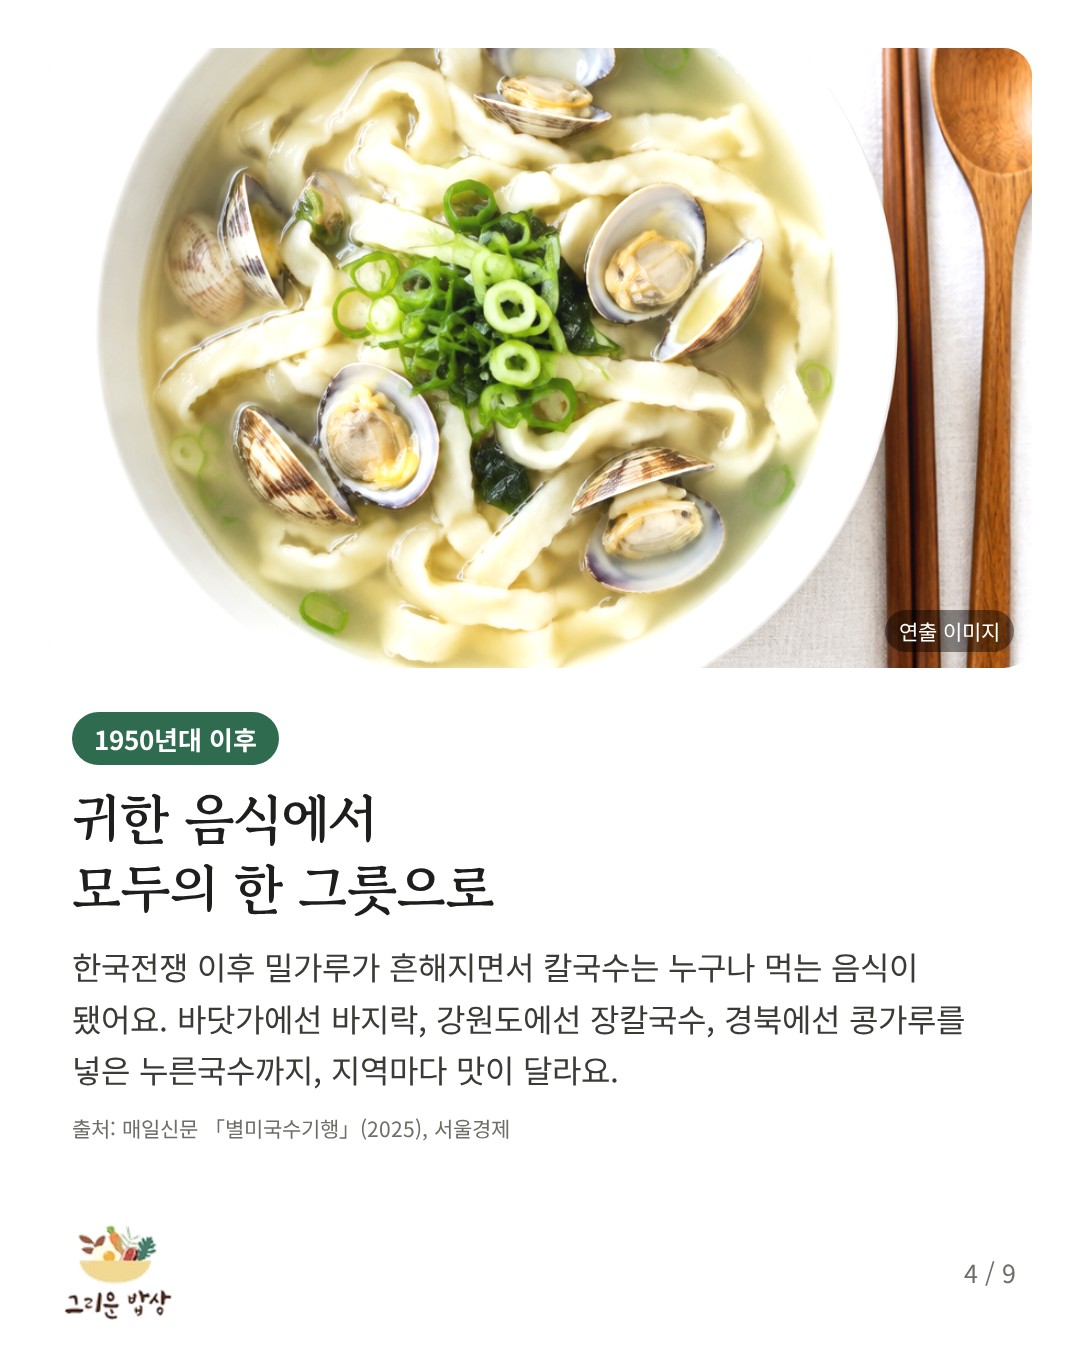 연출 이미지
1950년대 이후
귀한 음식에서
모두의 한 그릇으로
한국전쟁 이후 밀가루가 흔해지면서 칼국수는 누구나 먹는 음식이
됐어요. 바닷가에선 바지락, 강원도에선 장칼국수, 경북에선 콩가루를
넣은 누른국수까지, 지역마다 맛이 달라요.
출처: 매일신문 「별미국수기행」(2025), 서울경제
그리운 밥상
4 / 9